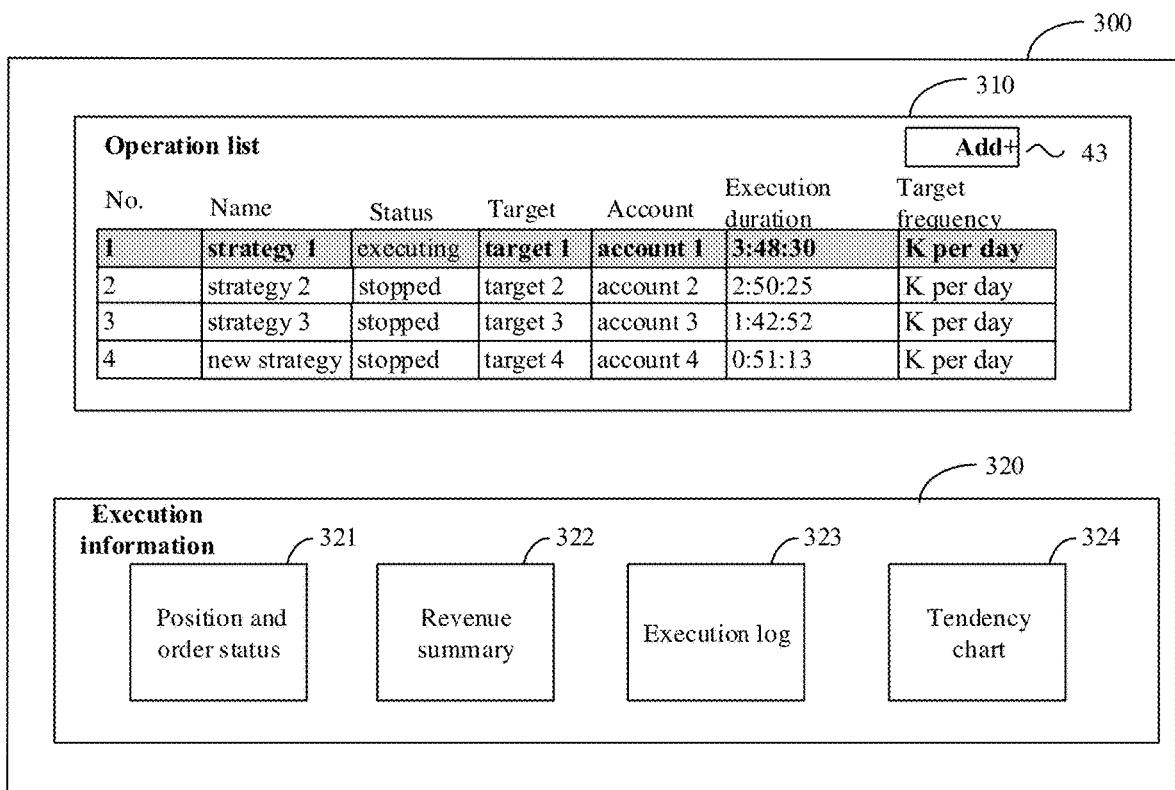 300
310
Operation list
Add+
43
No. Name Status Target Account Execution duration Target frequency
1 strategy 1 executing target 1 account 1 3:48:30 K per day
2 strategy 2 stopped target 2 account 2 2:50:25 K per day
3 strategy 3 stopped target 3 account 3 1:42:52 K per day
4 new strategy stopped target 4 account 4 0:51:13 K per day
320
Execution
information
321
322
323
324
Position and
order status
Revenue
summary
Execution log
Tendency
chart